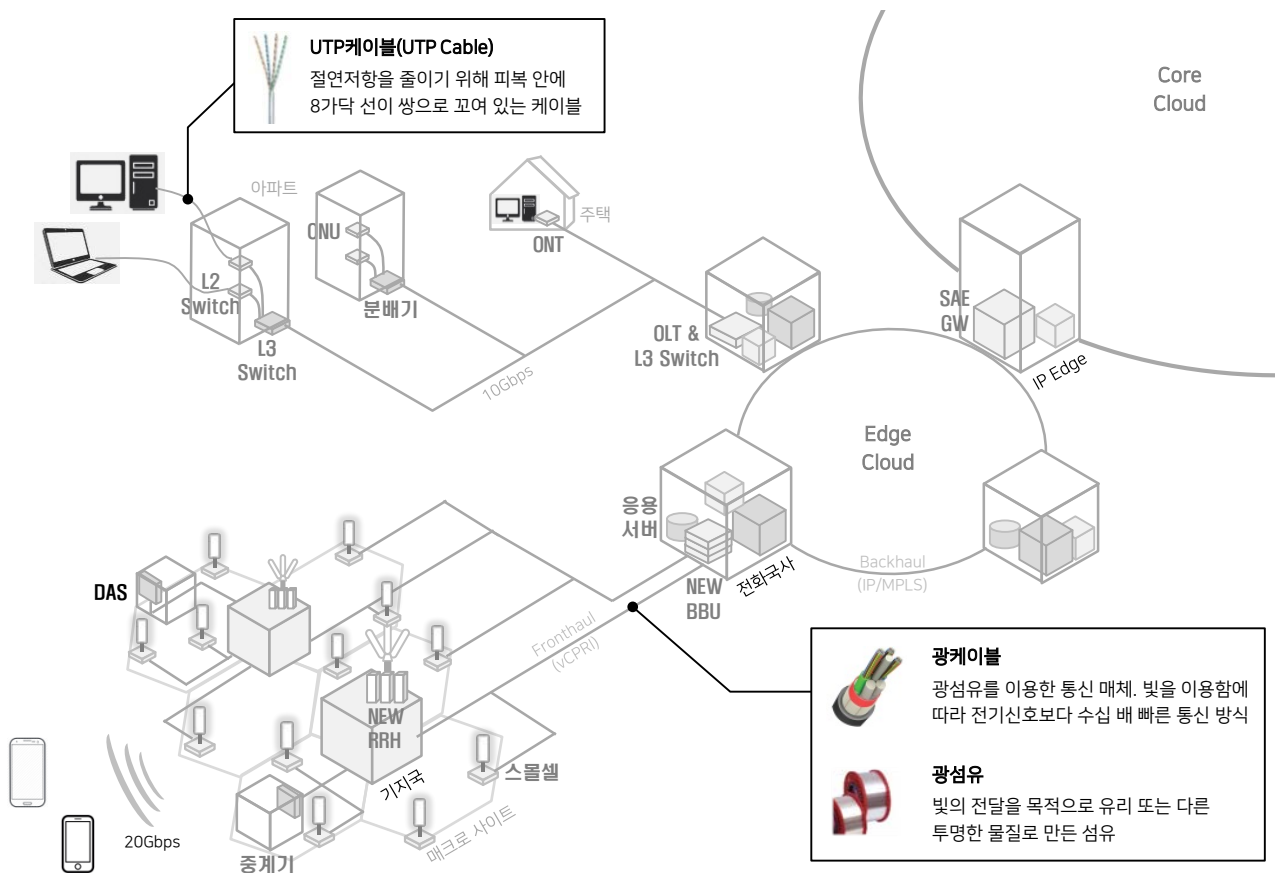 UTP케이블(UTP Cable)
절연저항을 줄이기 위해 피복 안에
8가닥 선이 쌍으로 꼬여 있는 케이블
Core
Cloud
아파트
주택
ONU
ONT
L2
Switch
분배기
L3
Switch
OLT &
L3 Switch
SAE
GW
IP Edge
10Gbps
Edge
Cloud
응용
서버
전화국사
NEW
BBU
Backhaul
(IP/MPLS)
DAS
Fronthaul
(vCPRI)
NEW
RRH
기지국
스몰셀
매크로 사이트
중계기
20Gbps
광케이블
광섬유를 이용한 통신 매체. 빛을 이용함에
따라 전기신호보다 수십 배 빠른 통신 방식
광섬유
빛의 전달을 목적으로 유리 또는 다른
투명한 물질로 만든 섬유